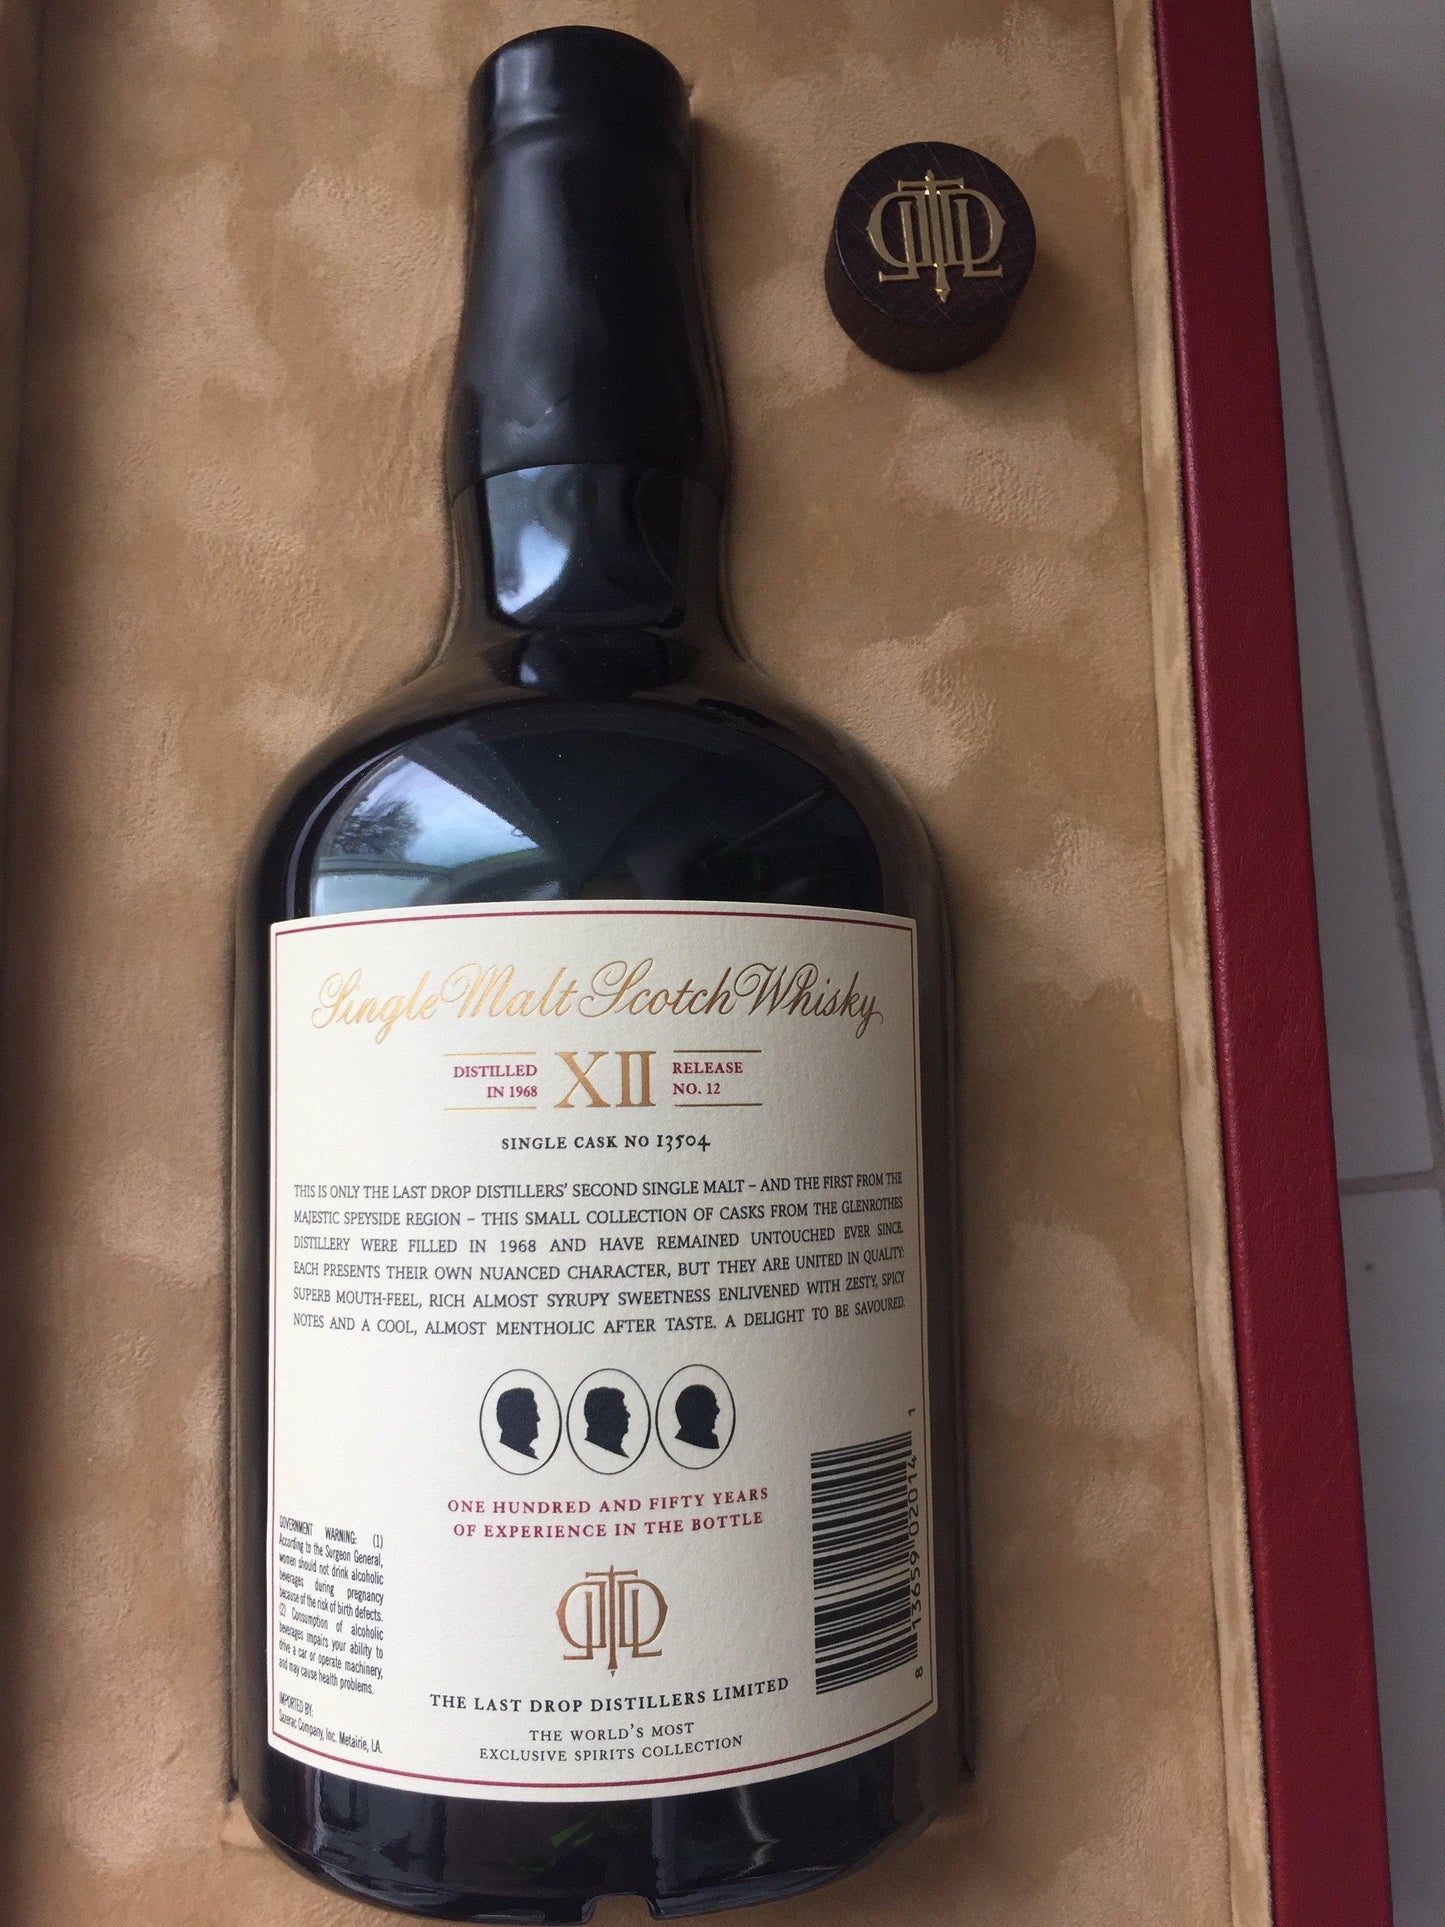 Single Malt Scotch Whisky
DISTILLED
IN 1968
XII
RELEASE
NO. 12
SINGLE CASK NO 13504
THIS IS ONLY THE LAST DROP DISTILLERS' SECOND SINGLE MALT – AND THE FIRST FROM THE
MAJESTIC SPEYSIDE REGION – THIS SMALL COLLECTION OF CASKS FROM THE GLENROTHES
DISTILLERY WERE FILLED IN 1968 AND HAVE REMAINED UNTOUCHED EVER SINCE.
EACH PRESENTS THEIR OWN NUANCED CHARACTER, BUT THEY ARE UNITED IN QUALITY:
SUPERB MOUTH-FEEL, RICH ALMOST SYRUPY SWEETNESS ENLIVENED WITH ZESTY, SPICY
NOTES AND A COOL, ALMOST MENTHOLIC AFTER TASTE. A DELIGHT TO BE SAVOURED.
ONE HUNDRED AND FIFTY YEARS
OF EXPERIENCE IN THE BOTTLE
GOVERNMENT WARNING: (1)
According to the Surgeon General,
women should not drink alcoholic
beverages during pregnancy
because of the risk of birth defects.
(2) Consumption of alcoholic
beverages impairs your ability to
drive a car or operate machinery,
and may cause health problems.
IMPORTED BY:
Sazerac Company, Inc. Metairie, LA.
8 13659 02014 1
THE LAST DROP DISTILLERS LIMITED
THE WORLD'S MOST
EXCLUSIVE SPIRITS COLLECTION